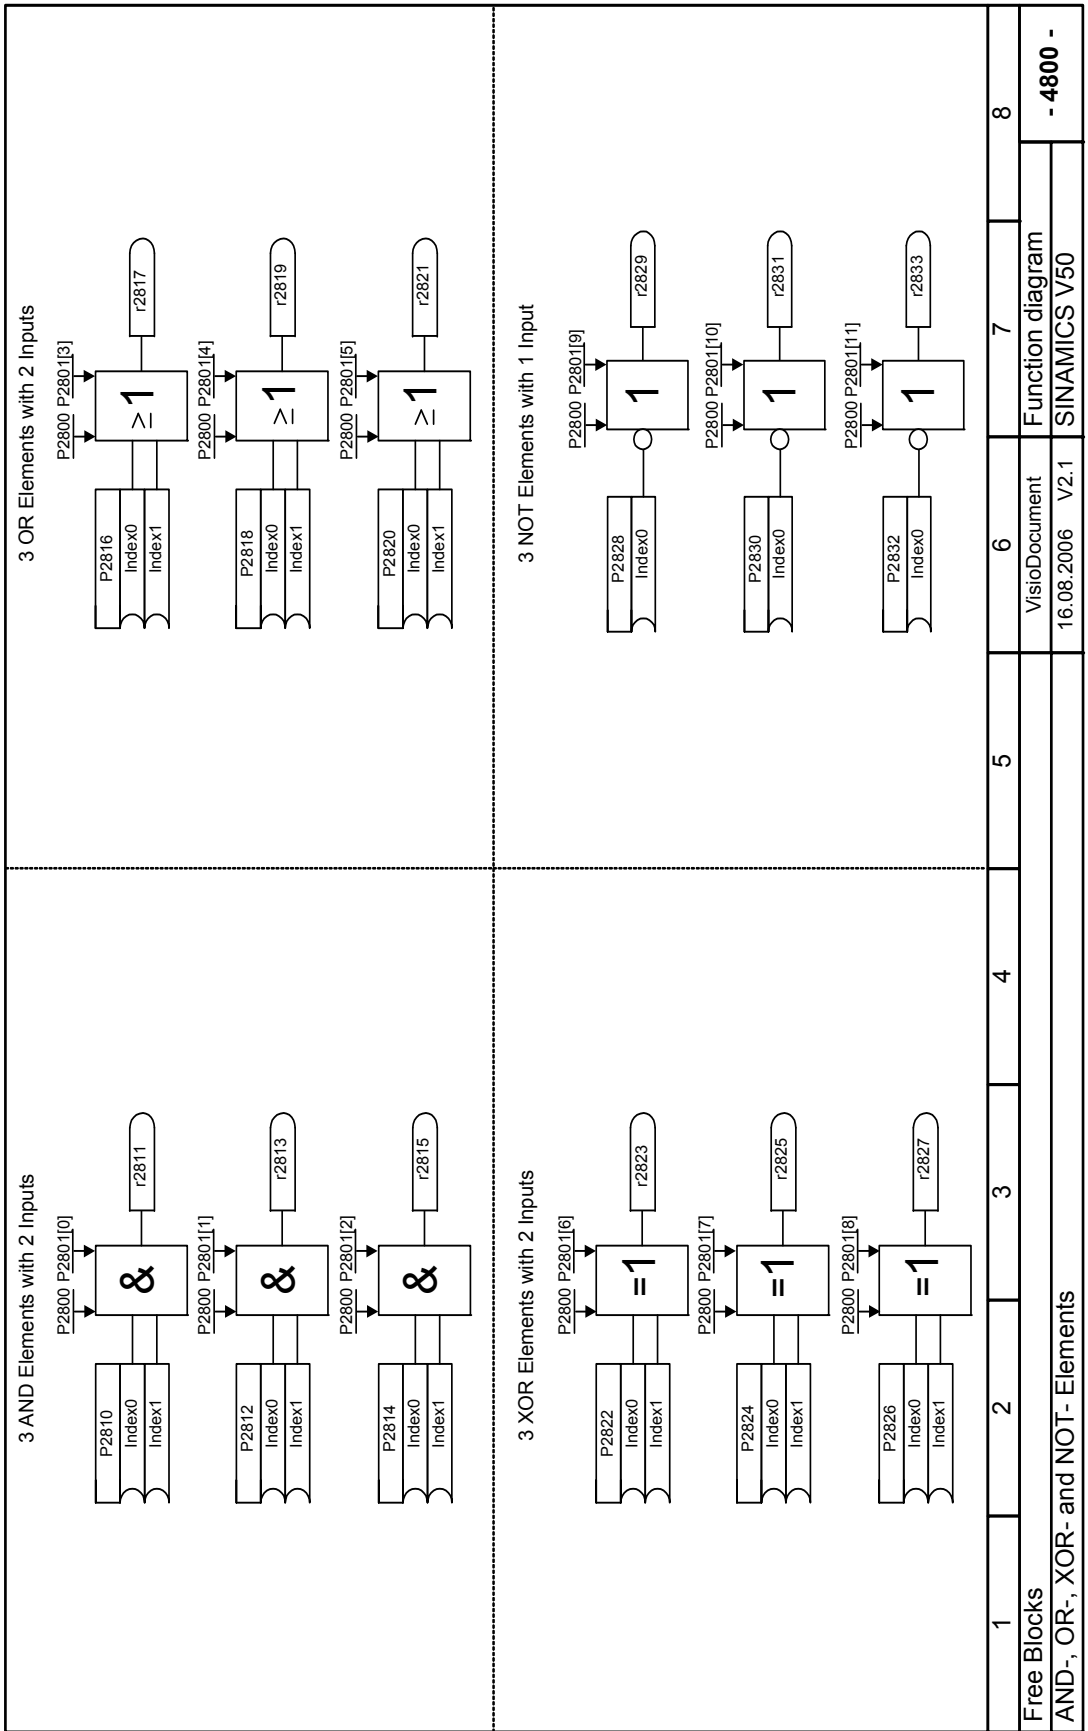 3 AND Elements with 2 Inputs
P2800 P2801[0]
P2810
Index0
Index1
&
r2811
P2800 P2801[1]
P2812
Index0
Index1
&
r2813
P2800 P2801[2]
P2814
Index0
Index1
&
r2815
3 OR Elements with 2 Inputs
P2800 P2801[3]
P2816
Index0
Index1
≥1
r2817
P2800 P2801[4]
P2818
Index0
Index1
≥1
r2819
P2800 P2801[5]
P2820
Index0
Index1
≥1
r2821
3 XOR Elements with 2 Inputs
P2800 P2801[6]
P2822
Index0
Index1
=1
r2823
P2800 P2801[7]
P2824
Index0
Index1
=1
r2825
P2800 P2801[8]
P2826
Index0
Index1
=1
r2827
3 NOT Elements with 1 Input
P2800 P2801[9]
P2828
Index0
1
r2829
P2800 P2801[10]
P2830
Index0
1
r2831
P2800 P2801[11]
P2832
Index0
1
r2833
1 2 3 4 5 6 7 8
Free Blocks
AND-, OR-, XOR- and NOT- Elements
VisioDocument
16.08.2006 V2.1
Function diagram
SINAMICS V50
- 4800 -